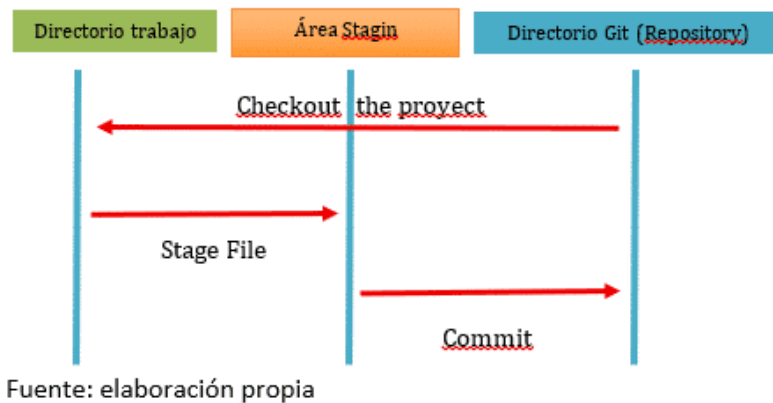 Directorio trabajo
Área Stagin
Directorio Git (Repository)
Checkout the proyect
Stage File
Commit
Fuente: elaboración propia